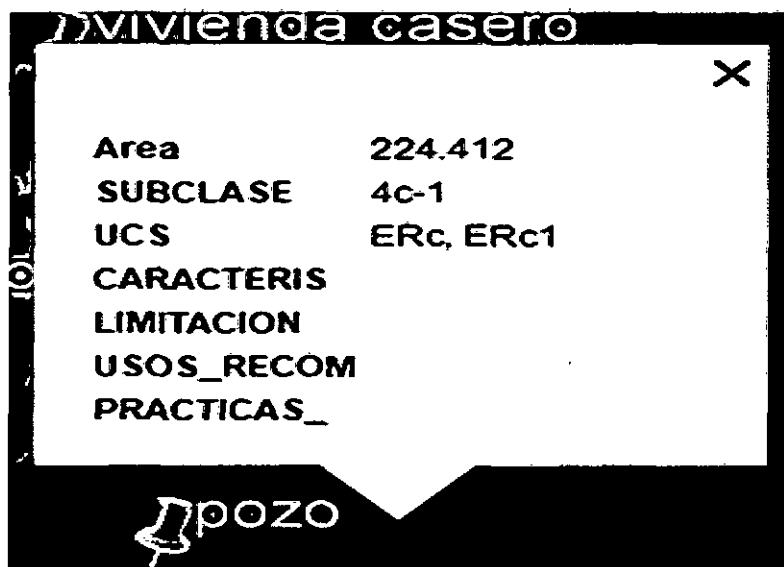 vivienda casero
Area 224.412
SUBCLASE 4c-1
UCS ERc, ERc1
CARACTERIS
LIMITACION
USOS_RECOM
PRACTICAS_
pozo